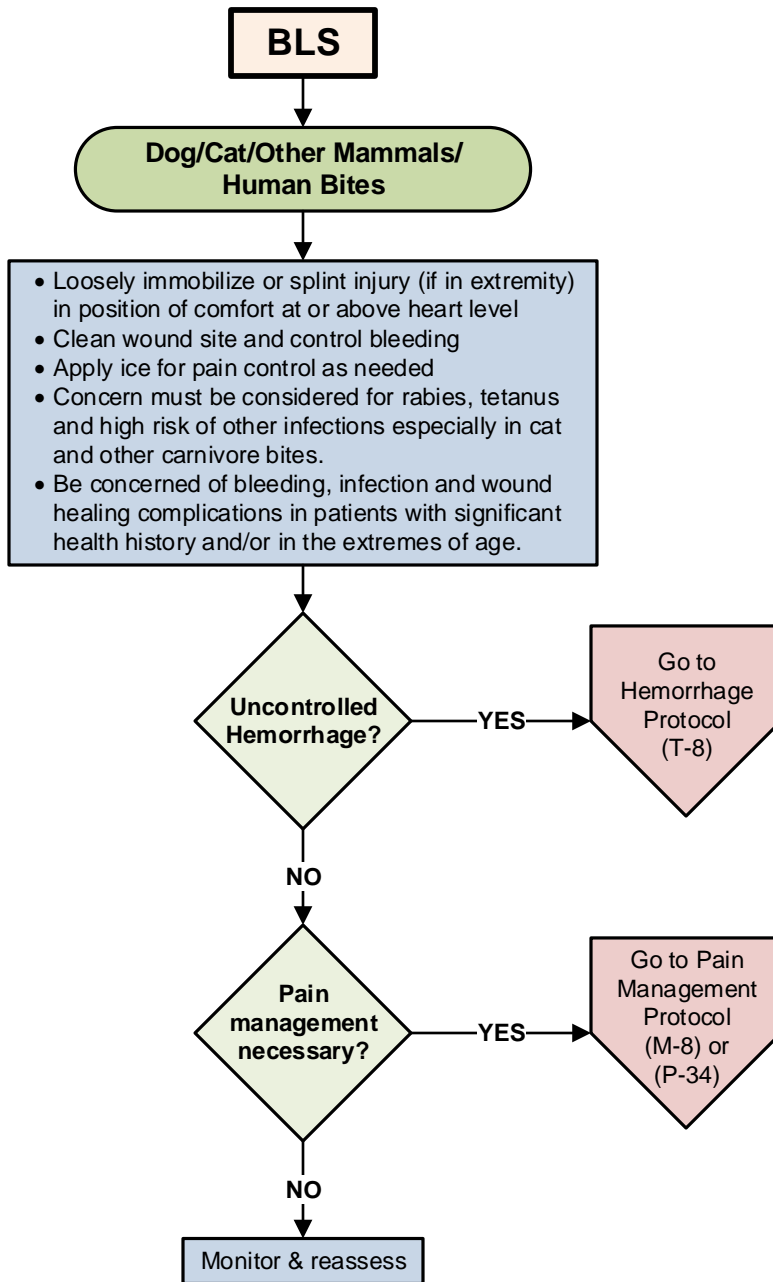 BLS
Dog/Cat/Other Mammals/
Human Bites
• Loosely immobilize or splint injury (if in extremity)
in position of comfort at or above heart level
• Clean wound site and control bleeding
• Apply ice for pain control as needed
• Concern must be considered for rabies, tetanus
and high risk of other infections especially in cat
and other carnivore bites.
• Be concerned of bleeding, infection and wound
healing complications in patients with significant
health history and/or in the extremes of age.
Uncontrolled
Hemorrhage?
YES
Go to
Hemorrhage
Protocol
(T-8)
NO
Pain
management
necessary?
YES
Go to Pain
Management
Protocol
(M-8) or
(P-34)
NO
Monitor & reassess